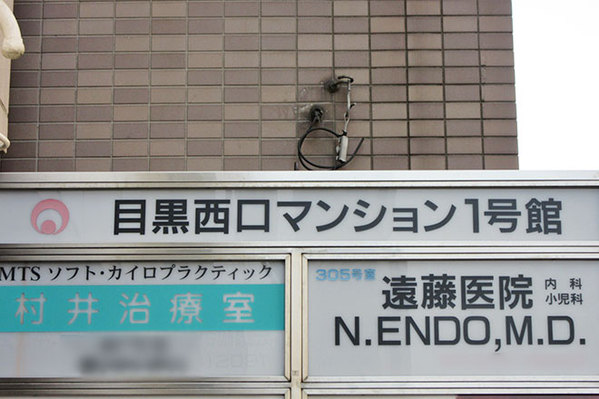 目黒西口マンション1号館
MTS ソフト・カイロプラクティック
村井治療室
305号室
遠藤医院 内科 小児科
N.ENDO,M.D.